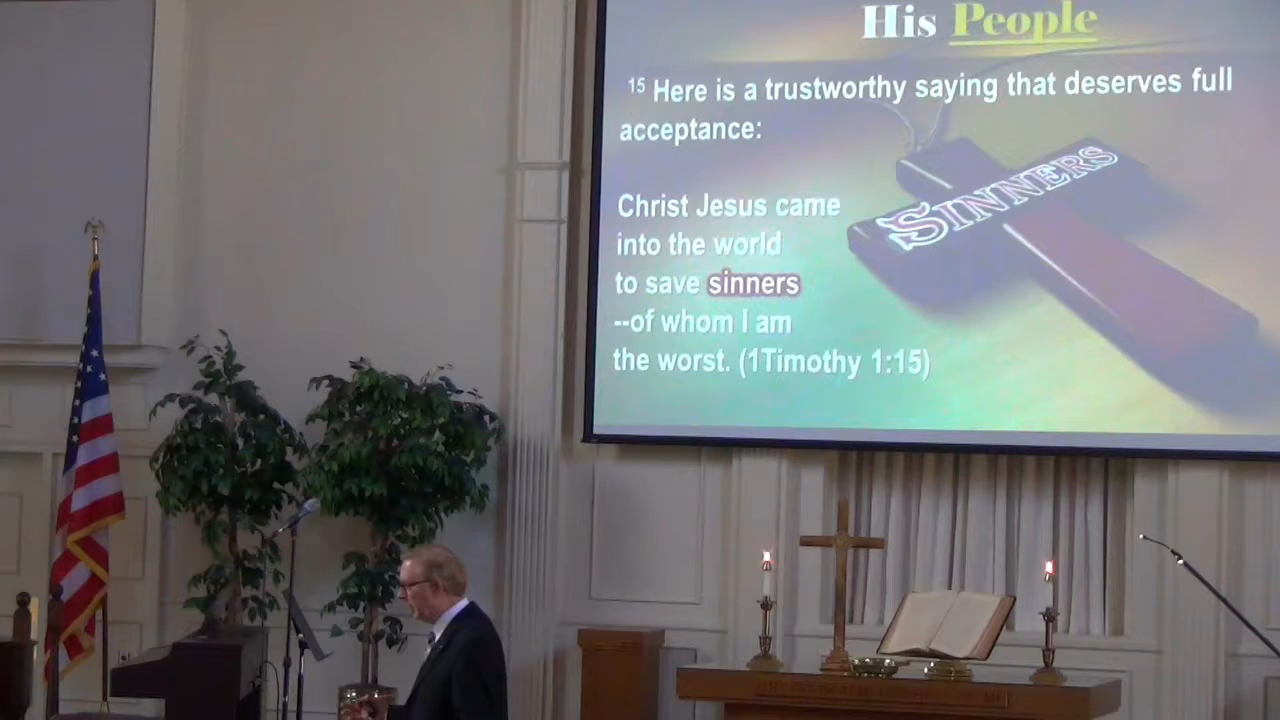 His People
15 Here is a trustworthy saying that deserves full
acceptance:
Christ Jesus came
into the world
to save sinners
--of whom I am
the worst. (1Timothy 1:15)
SINNERS